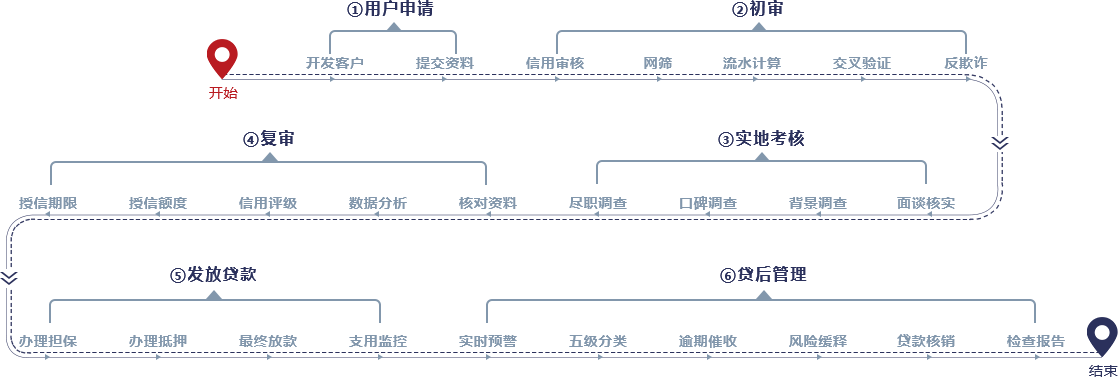 ①用户申请 ②初审
开发客户 提交资料 信用审核 网筛 流水计算 交叉验证 反欺诈
开始
④复审 ③实地考核
授信期限 授信额度 信用评级 数据分析 核对资料 尽职调查 口碑调查 背景调查 面谈核实
⑤发放贷款 ⑥贷后管理
办理担保 办理抵押 最终放款 支用监控 实时预警 五级分类 逾期催收 风险缓释 贷款核销 检查报告
结束